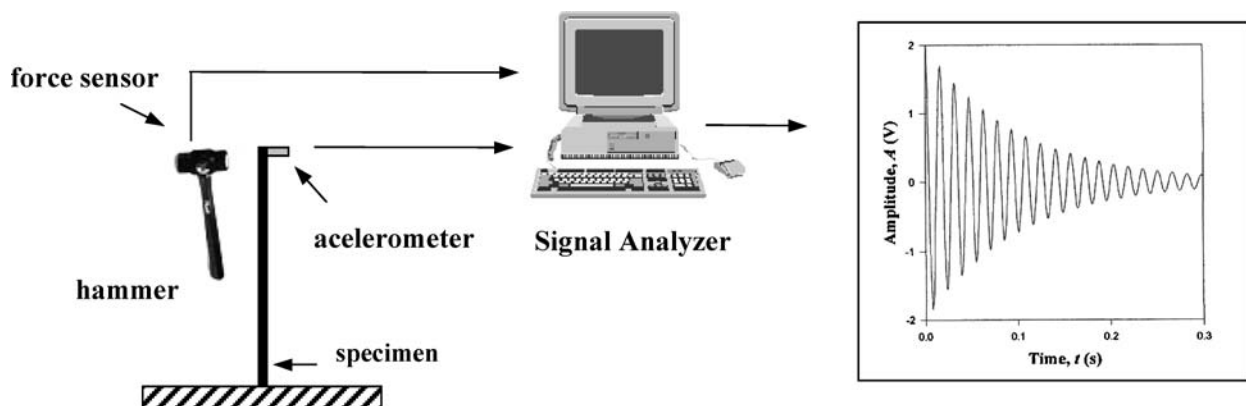 force sensor
hammer
acelerometer
specimen
Signal Analyzer
Amplitude, A (V)
2
1
0
-1
-2
0.0 0.1 0.2 0.3
Time, t (s)